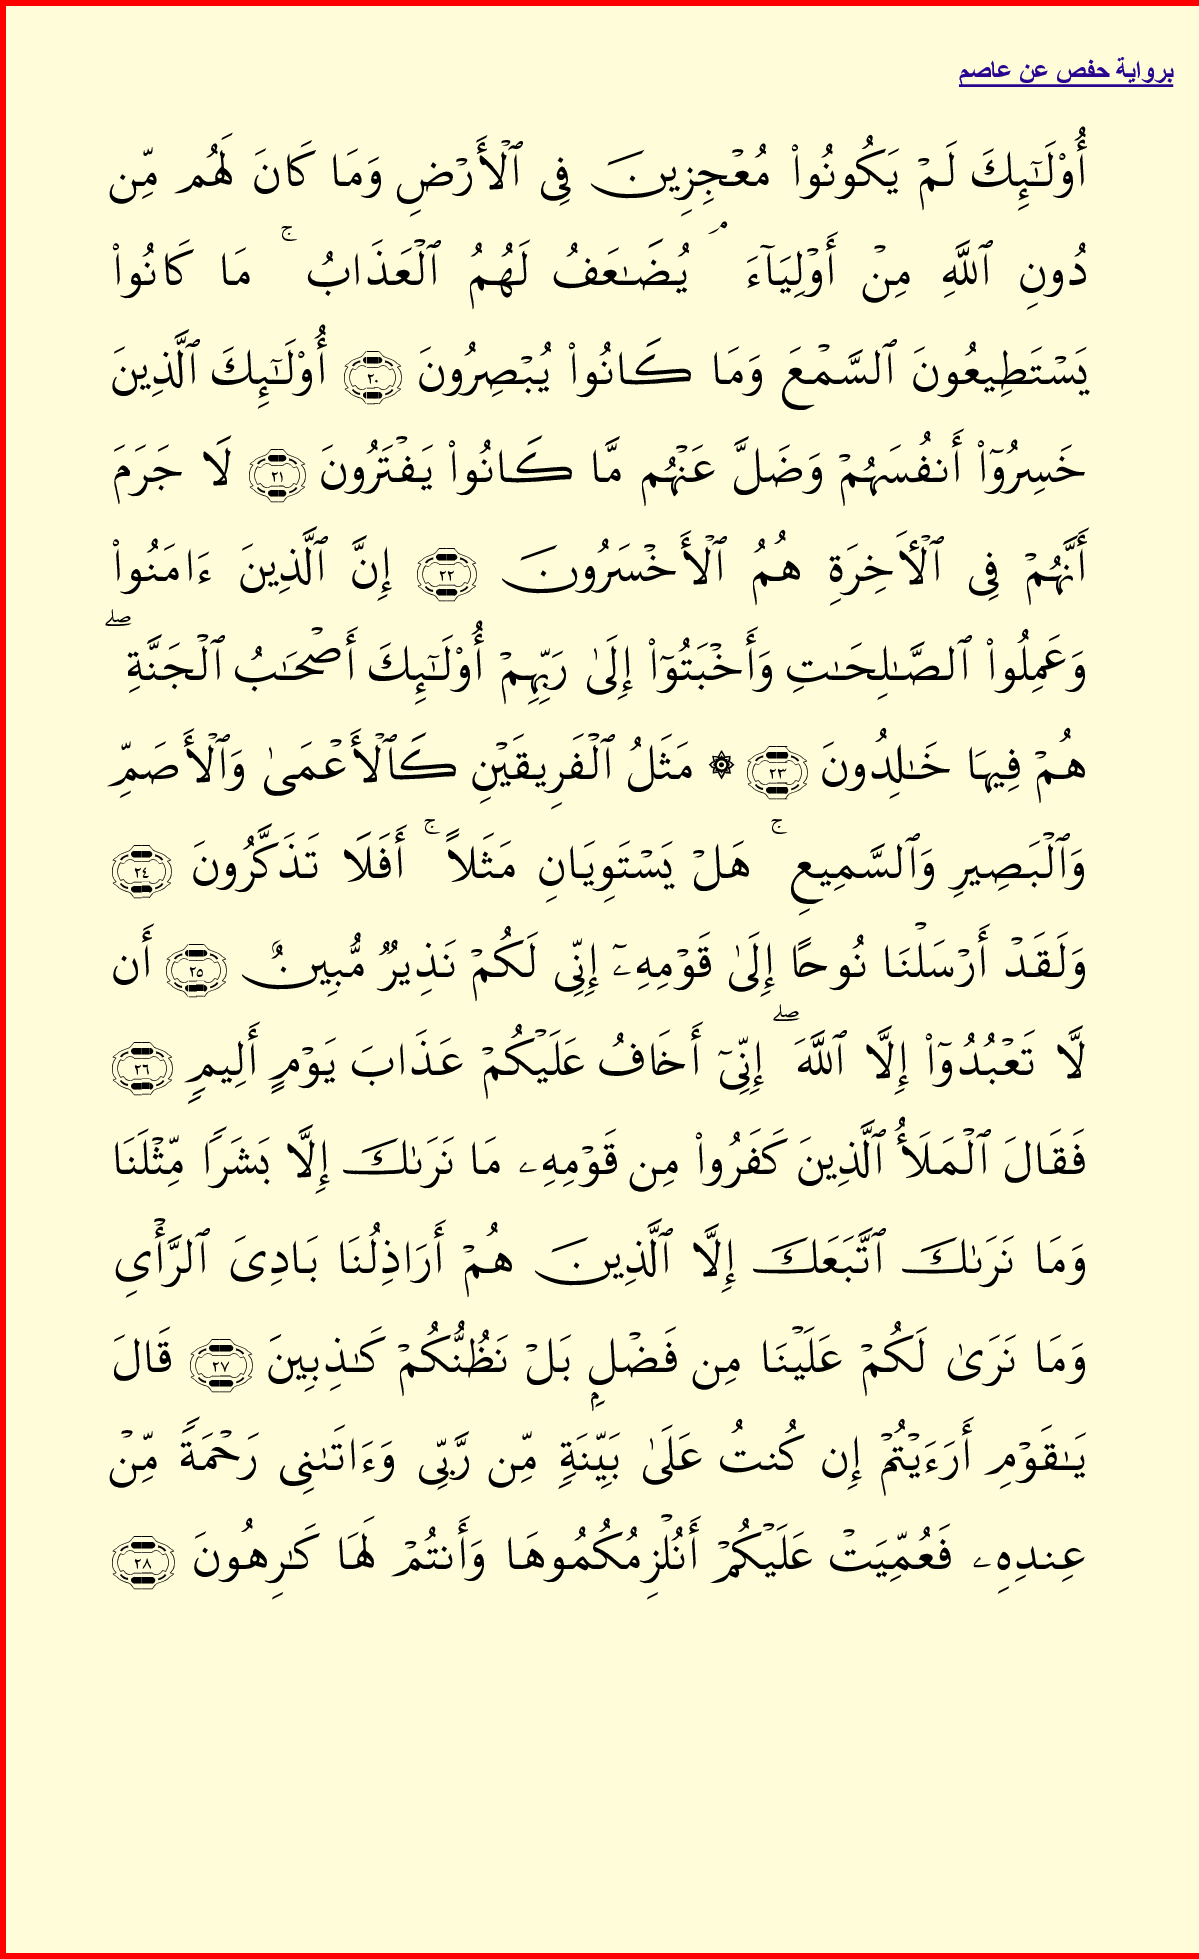 برواية حفص عن عاصم
أُوْلَٰٓئِكَ لَمۡ يَكُونُواْ مُعۡجِزِينَ فِي ٱلۡأَرۡضِ وَمَا كَانَ لَهُم مِّن
دُونِ ٱللَّهِ مِنۡ أَوۡلِيَآءَۘ يُضَٰعَفُ لَهُمُ ٱلۡعَذَابُۚ مَا كَانُواْ
يَسۡتَطِيعُونَ ٱلسَّمۡعَ وَمَا كَانُواْ يُبۡصِرُونَ ٢٠ أُوْلَٰٓئِكَ ٱلَّذِينَ
خَسِرُوٓاْ أَنفُسَهُمۡ وَضَلَّ عَنۡهُم مَّا كَانُواْ يَفۡتَرُونَ ٢١ لَا جَرَمَ
أَنَّهُمۡ فِي ٱلۡأٓخِرَةِ هُمُ ٱلۡأَخۡسَرُونَ ٢٢ إِنَّ ٱلَّذِينَ ءَامَنُواْ
وَعَمِلُواْ ٱلصَّٰلِحَٰتِ وَأَخۡبَتُوٓاْ إِلَىٰ رَبِّهِمۡ أُوْلَٰٓئِكَ أَصۡحَٰبُ ٱلۡجَنَّةِۖ
هُمۡ فِيهَا خَٰلِدُونَ ٢٣ ۞ مَثَلُ ٱلۡفَرِيقَيۡنِ كَٱلۡأَعۡمَىٰ وَٱلۡأَصَمِّ
وَٱلۡبَصِيرِ وَٱلسَّمِيعِۚ هَلۡ يَسۡتَوِيَانِ مَثَلًاۚ أَفَلَا تَذَكَّرُونَ ٢٤
وَلَقَدۡ أَرۡسَلۡنَا نُوحًا إِلَىٰ قَوۡمِهِۦٓ إِنِّي لَكُمۡ نَذِيرٞ مُّبِينٌ ٢٥ أَن
لَّا تَعۡبُدُوٓاْ إِلَّا ٱللَّهَۖ إِنِّيٓ أَخَافُ عَلَيۡكُمۡ عَذَابَ يَوۡمٍ أَلِيمٖ ٢٦
فَقَالَ ٱلۡمَلَأُ ٱلَّذِينَ كَفَرُواْ مِن قَوۡمِهِۦ مَا نَرَىٰكَ إِلَّا بَشَرٗا مِّثۡلَنَا
وَمَا نَرَىٰكَ ٱتَّبَعَكَ إِلَّا ٱلَّذِينَ هُمۡ أَرَاذِلُنَا بَادِيَ ٱلرَّأۡيِ
وَمَا نَرَىٰ لَكُمۡ عَلَيۡنَا مِن فَضۡلِۭ بَلۡ نَظُنُّكُمۡ كَٰذِبِينَ ٢٧ قَالَ
يَٰقَوۡمِ أَرَءَيۡتُمۡ إِن كُنتُ عَلَىٰ بَيِّنَةٖ مِّن رَّبِّي وَءَاتَىٰنِي رَحۡمَةٗ مِّنۡ
عِندِهِۦ فَعُمِّيَتۡ عَلَيۡكُمۡ أَنُلۡزِمُكُمُوهَا وَأَنتُمۡ لَهَا كَٰرِهُونَ ٢٨